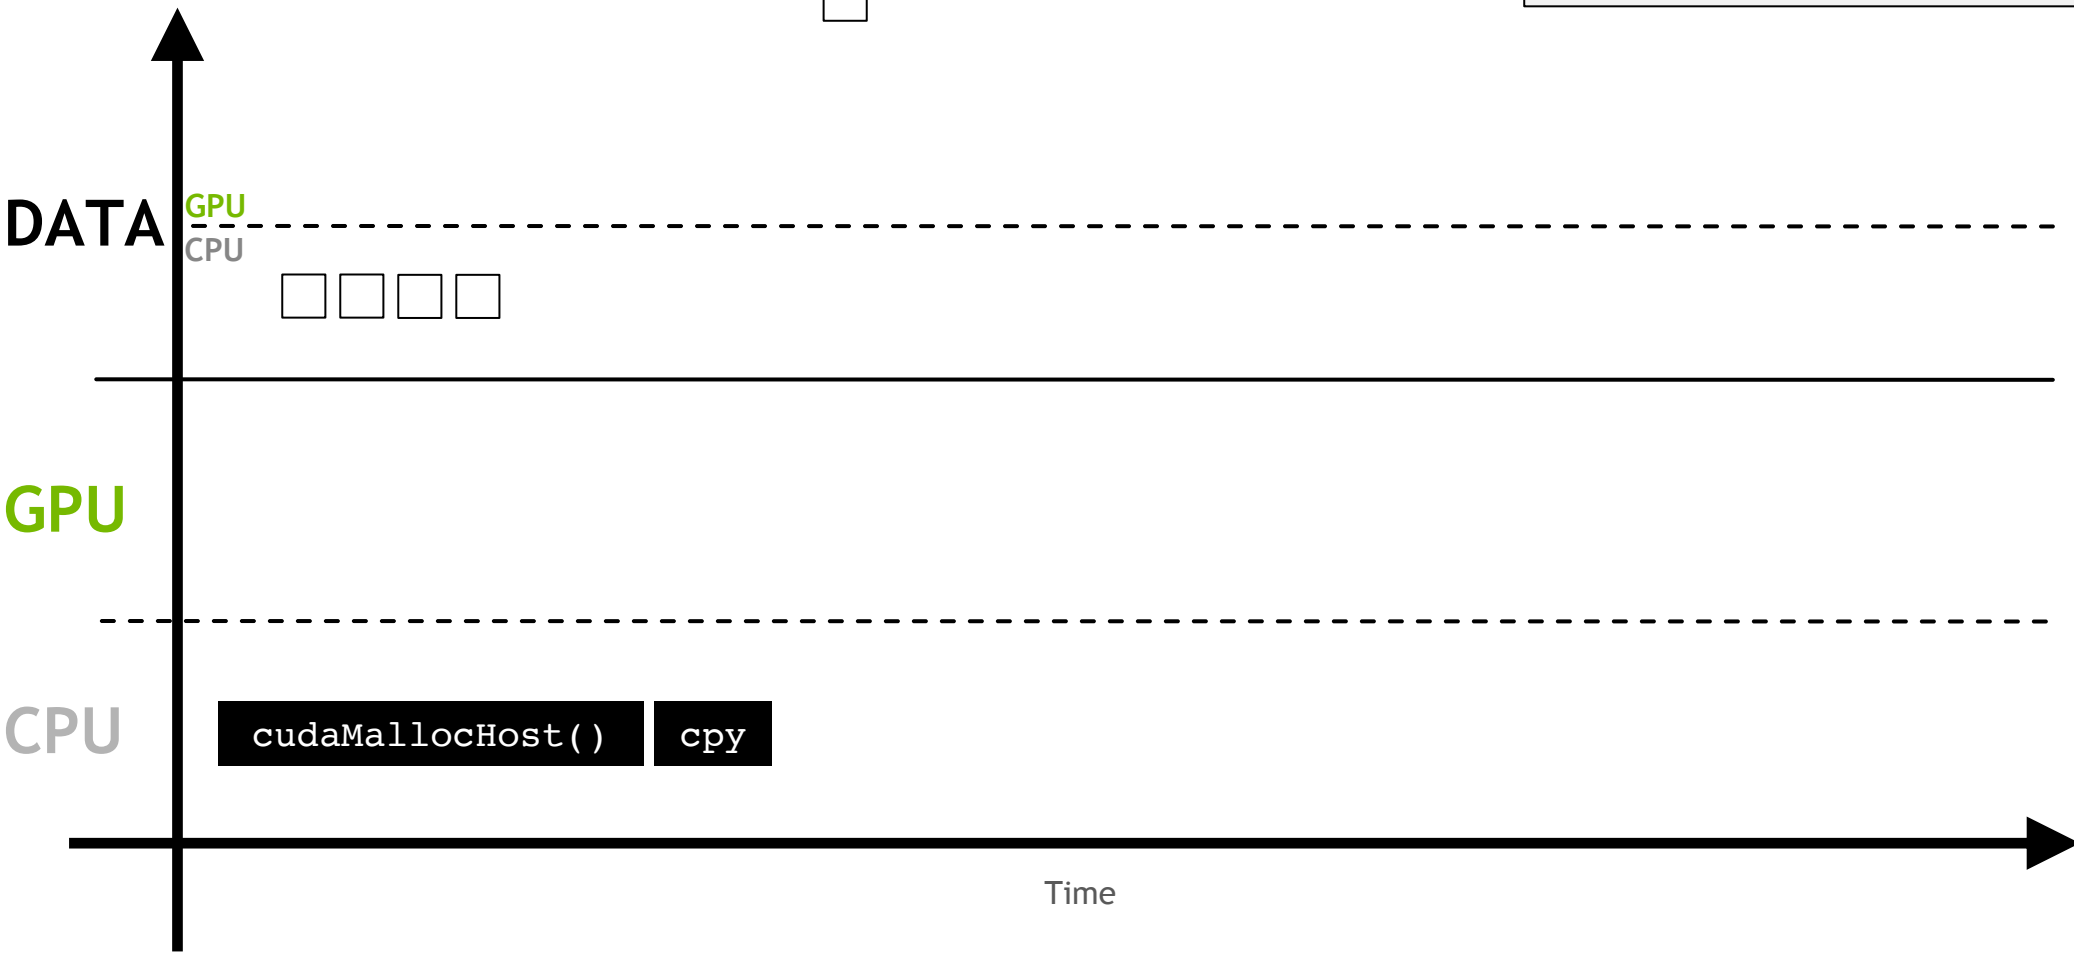 DATA
GPU
CPU
GPU
CPU
cudaMallocHost() cpy
Time